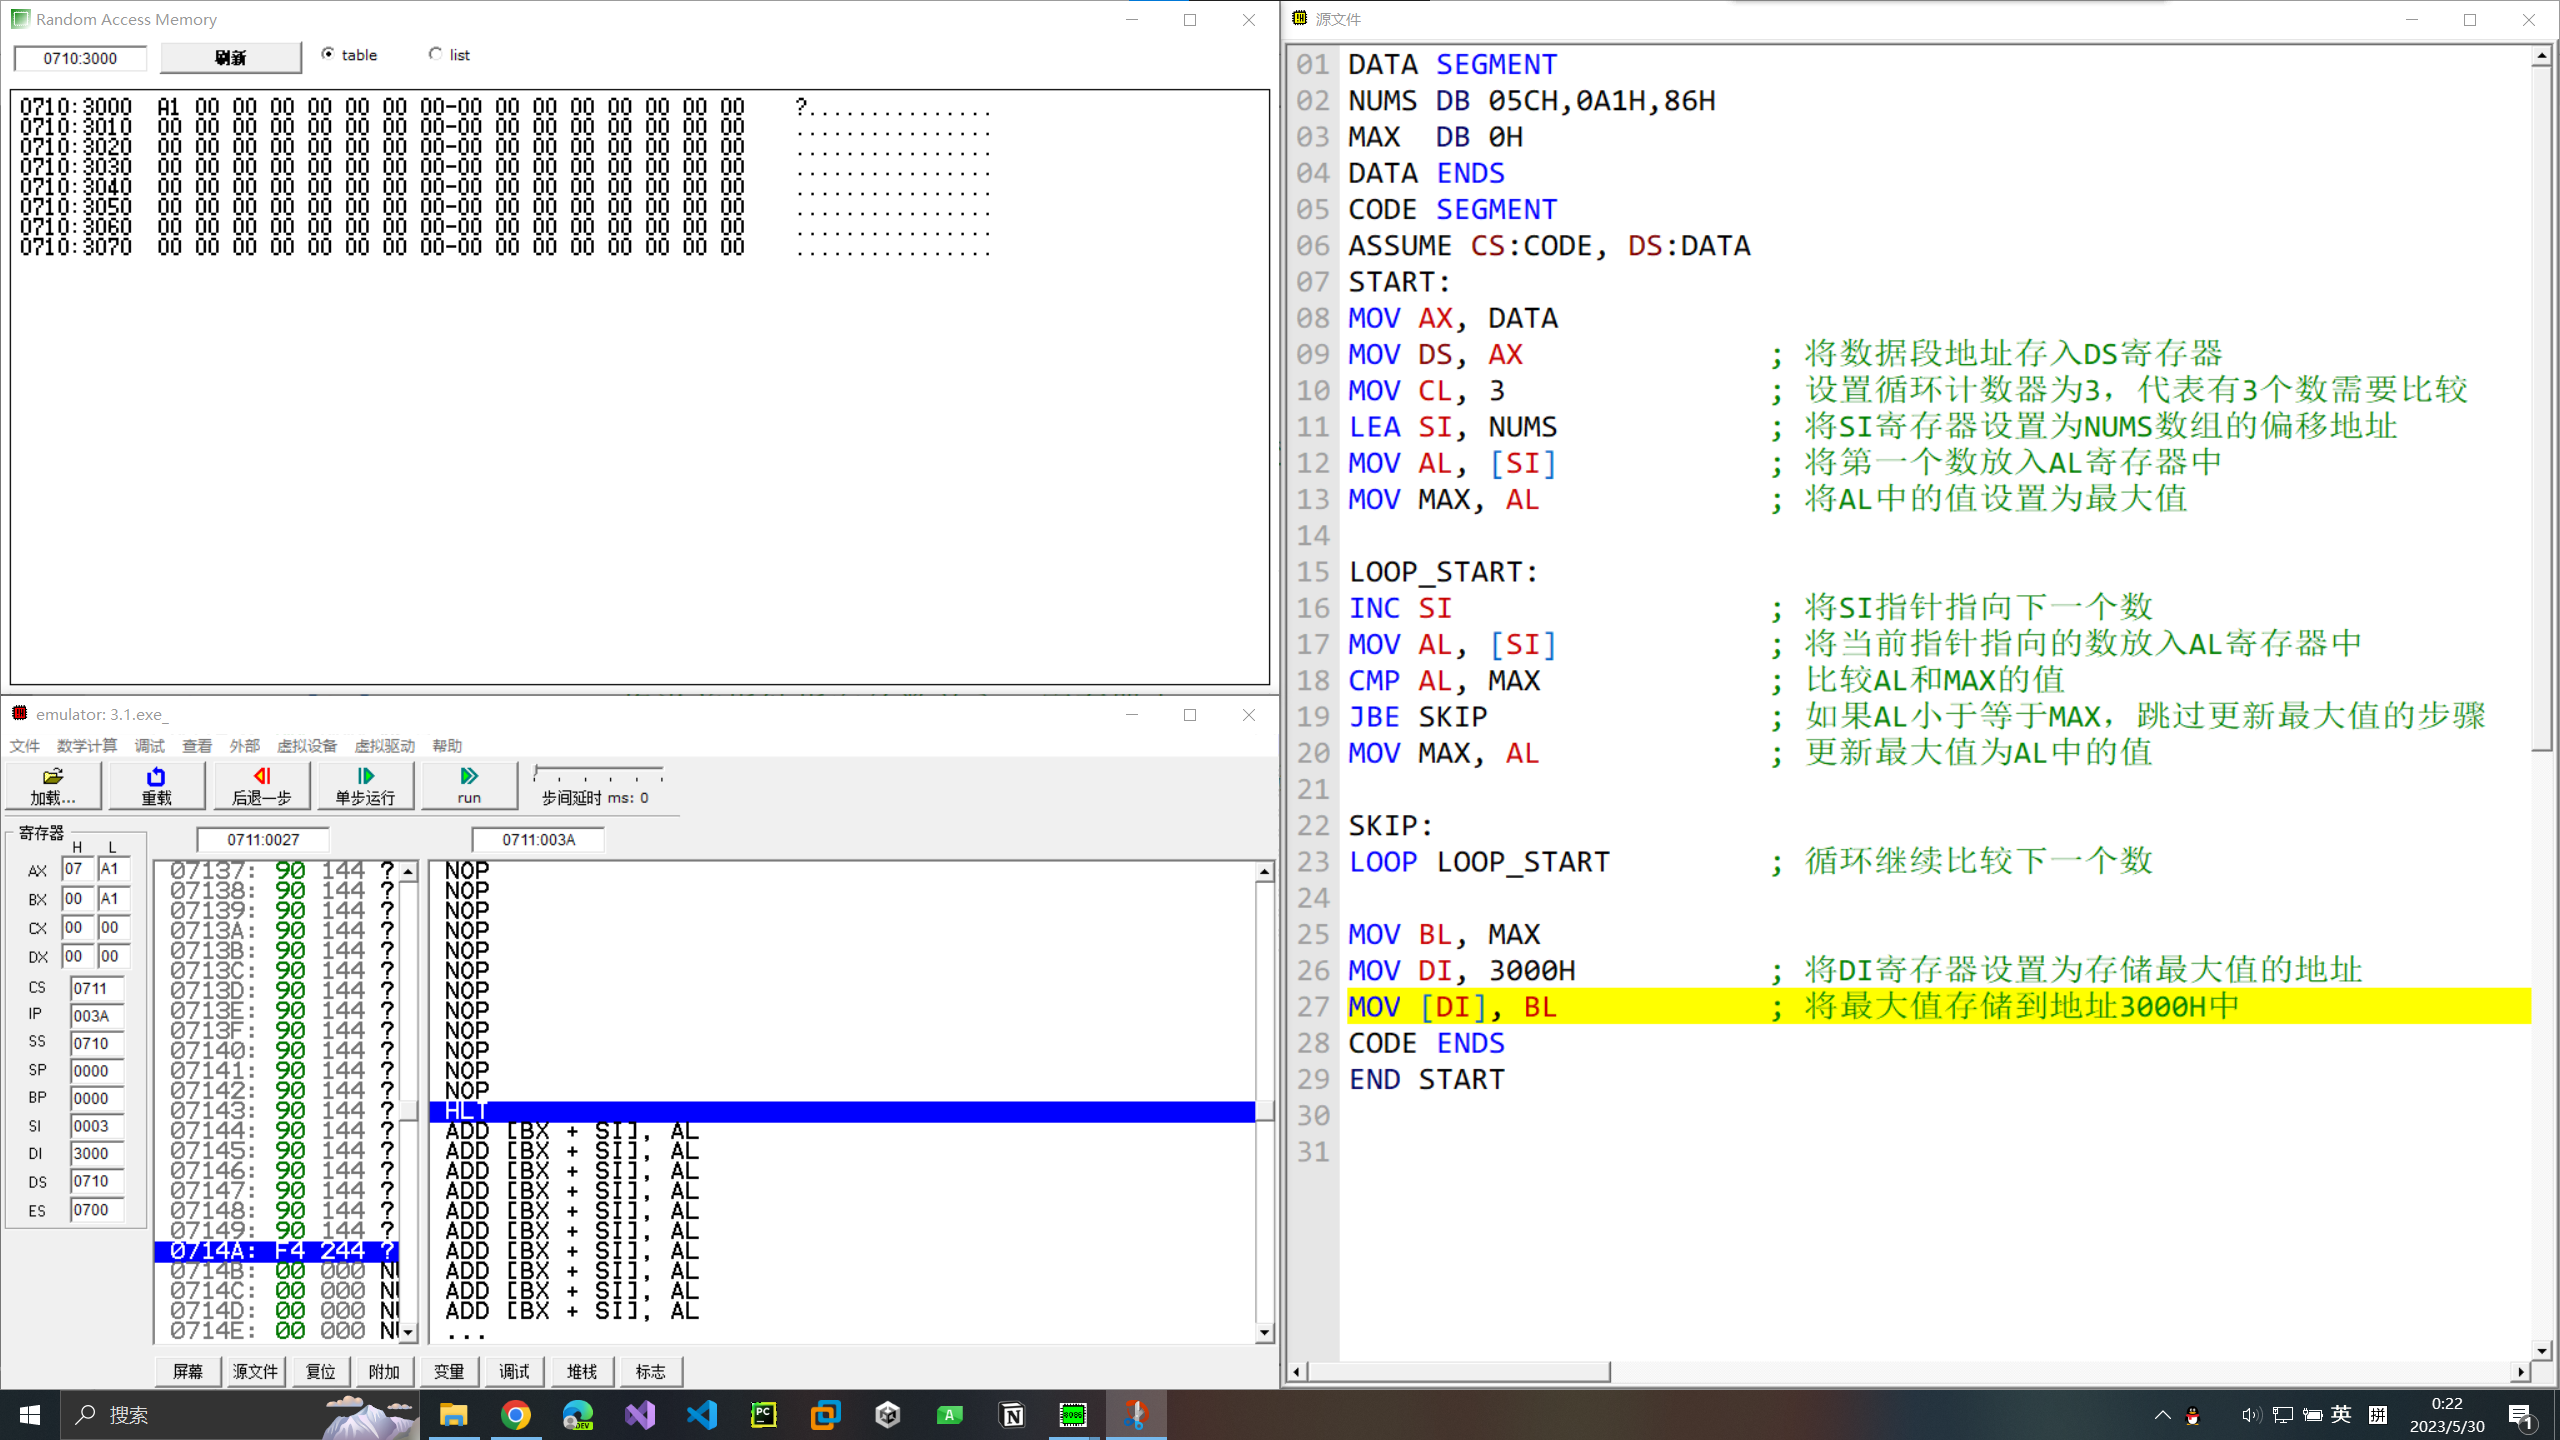 Random Access Memory
0710:3000 刷新 table list
0710:3000 A1 00 00 00 00 00 00 00-00 00 00 00 00 00 00 00 ?...............
0710:3010 00 00 00 00 00 00 00 00-00 00 00 00 00 00 00 00 ................
0710:3020 00 00 00 00 00 00 00 00-00 00 00 00 00 00 00 00 ................
0710:3030 00 00 00 00 00 00 00 00-00 00 00 00 00 00 00 00 ................
0710:3040 00 00 00 00 00 00 00 00-00 00 00 00 00 00 00 00 ................
0710:3050 00 00 00 00 00 00 00 00-00 00 00 00 00 00 00 00 ................
0710:3060 00 00 00 00 00 00 00 00-00 00 00 00 00 00 00 00 ................
0710:3070 00 00 00 00 00 00 00 00-00 00 00 00 00 00 00 00 ................
emulator: 3.1.exe_
文件 数学计算 调试 查看 外部 虚拟设备 虚拟驱动 帮助
加载... 重载 后退一步 单步运行 run 步间延时 ms: 0
寄存器
H L
AX 07 A1
BX 00 A1
CX 00 00
DX 00 00
CS 0711
IP 003A
SS 0710
SP 0000
BP 0000
SI 0003
DI 3000
DS 0710
ES 0700
0711:0027
07137: 90 144 ?
07138: 90 144 ?
07139: 90 144 ?
0713A: 90 144 ?
0713B: 90 144 ?
0713C: 90 144 ?
0713D: 90 144 ?
0713E: 90 144 ?
0713F: 90 144 ?
07140: 90 144 ?
07141: 90 144 ?
07142: 90 144 ?
07143: 90 144 ?
07144: 90 144 ?
07145: 90 144 ?
07146: 90 144 ?
07147: 90 144 ?
07148: 90 144 ?
07149: 90 144 ?
0714A: F4 244 ?
0714B: 00 000 NU
0714C: 00 000 NU
0714D: 00 000 NU
0714E: 00 000 NU
0711:003A
NOP
NOP
NOP
NOP
NOP
NOP
NOP
NOP
NOP
NOP
NOP
NOP
HLT
ADD [BX + SI], AL
ADD [BX + SI], AL
ADD [BX + SI], AL
ADD [BX + SI], AL
ADD [BX + SI], AL
ADD [BX + SI], AL
ADD [BX + SI], AL
ADD [BX + SI], AL
ADD [BX + SI], AL
ADD [BX + SI], AL
...
屏幕 源文件 复位 附加 变量 调试 堆栈 标志
源文件
01 DATA SEGMENT
02 NUMS DB 05CH,0A1H,86H
03 MAX  DB 0H
04 DATA ENDS
05 CODE SEGMENT
06 ASSUME CS:CODE, DS:DATA
07 START:
08 MOV AX, DATA
09 MOV DS, AX ; 将数据段地址存入DS寄存器
10 MOV CL, 3 ; 设置循环计数器为3，代表有3个数需要比较
11 LEA SI, NUMS ; 将SI寄存器设置为NUMS数组的偏移地址
12 MOV AL, [SI] ; 将第一个数放入AL寄存器中
13 MOV MAX, AL ; 将AL中的值设置为最大值
14
15 LOOP_START:
16 INC SI ; 将SI指针指向下一个数
17 MOV AL, [SI] ; 将当前指针指向的数放入AL寄存器中
18 CMP AL, MAX ; 比较AL和MAX的值
19 JBE SKIP ; 如果AL小于等于MAX，跳过更新最大值的步骤
20 MOV MAX, AL ; 更新最大值为AL中的值
21
22 SKIP:
23 LOOP LOOP_START ; 循环继续比较下一个数
24
25 MOV BL, MAX
26 MOV DI, 3000H ; 将DI寄存器设置为存储最大值的地址
27 MOV [DI], BL ; 将最大值存储到地址3000H中
28 CODE ENDS
29 END START
30
31
搜索
DEV
PC
A
N
8086
英 拼
0:22
2023/5/30
1